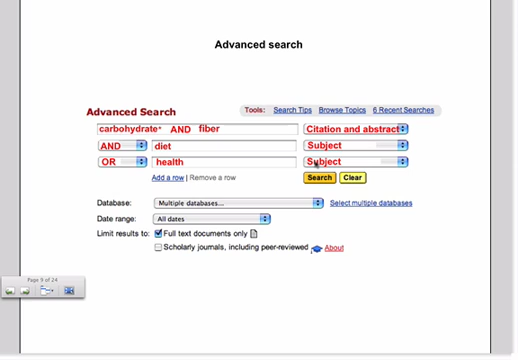 Advanced search
Advanced Search
Tools: Search Tips Browse Topics 6 Recent Searches
carbohydrate* AND fiber Citation and abstract
AND diet Subject
OR health Subject
Add a row | Remove a row Search Clear
Database: Multiple databases... Select multiple databases
Date range: All dates
Limit results to: Full text documents only
Scholarly journals, including peer-reviewed About
Page 9 of 24